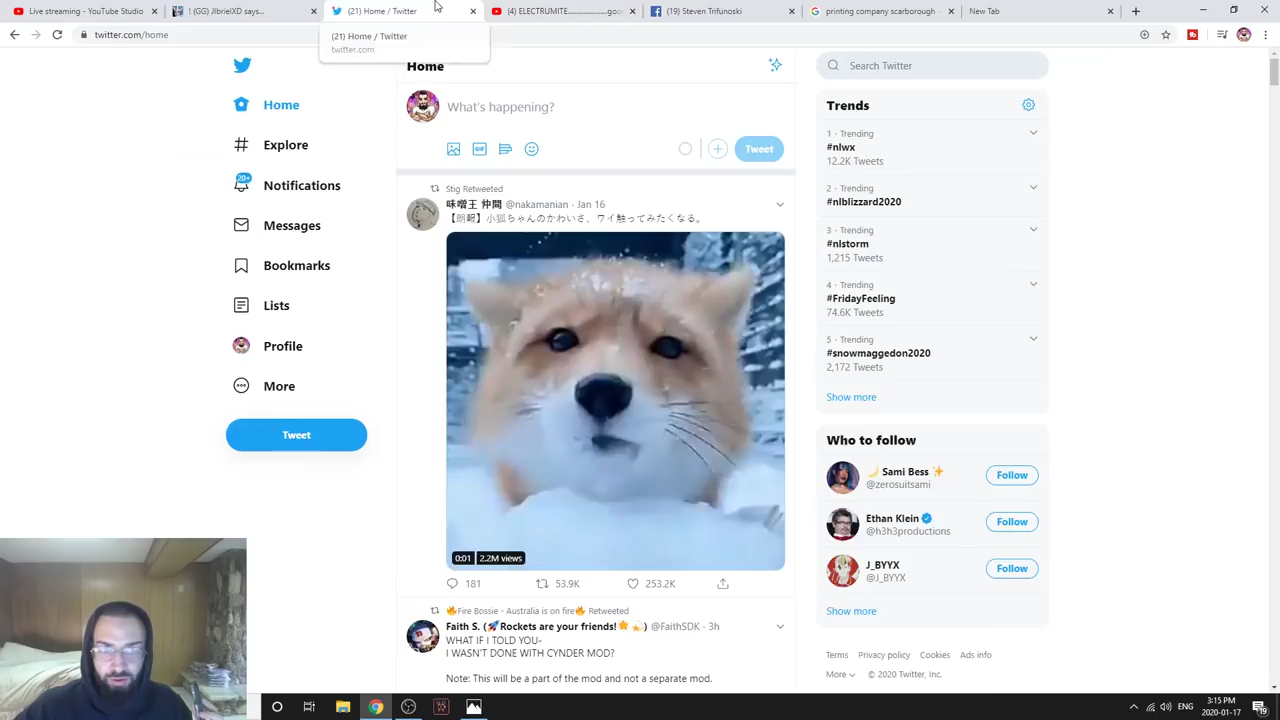 Live streaming - YouTube S
! (GG) JIbrielXD says...
(21) Home / Twitter
(4) ELECTRUMITE..............goo
(19) Steven Trifunoski
printing company scarborough -
New Tab
twitter.com/home
(21) Home / Twitter
twitter.com
Home
Explore
20+
Notifications
Messages
Bookmarks
Lists
Profile
More
Tweet
Home
What's happening?
GIF
Tweet
Stig Retweeted
味噌王 仲間 @nakamanian · Jan 16
【朗報】小狐ちゃんのかわいさ、ワイ触ってみたくなる。
0:01 2.2M views
181 53.9K 253.2K
🔥Fire Bossie - Australia is on fire🔥 Retweeted
Faith S. (🚀Rockets are your friends!🌟💫) @FaithSDK · 3h
WHAT IF I TOLD YOU-
I WASN'T DONE WITH CYNDER MOD?
Note: This will be a part of the mod and not a separate mod.
Search Twitter
Trends
1 · Trending
#nlwx
12.2K Tweets
2 · Trending
#nlblizzard2020
3 · Trending
#nlstorm
1,215 Tweets
4 · Trending
#FridayFeeling
74.6K Tweets
5 · Trending
#snowmaggedon2020
2,172 Tweets
Show more
Who to follow
🌙 Sami Bess ✨
@zerosuitsami
Follow
Ethan Klein
@h3h3productions
Follow
J_BYYX
@J_BYYX
Follow
Show more
Terms Privacy policy Cookies Ads info
More © 2020 Twitter, Inc.
ENG
3:15 PM
2020-01-17
19